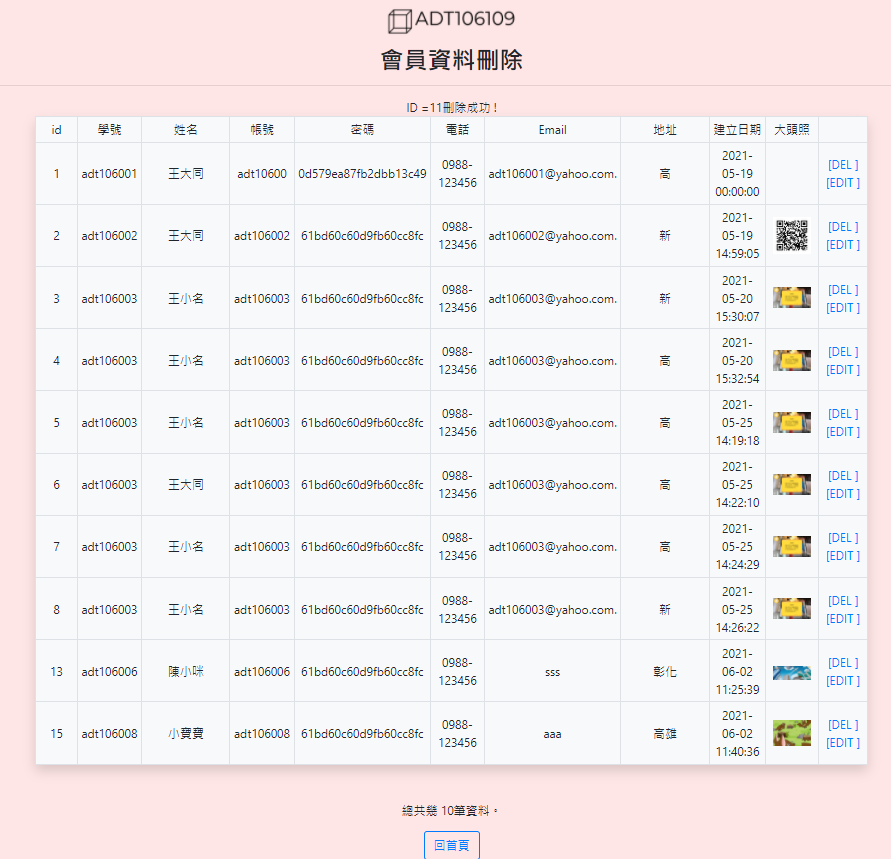 ADT106109
會員資料刪除
ID =11刪除成功 !
id 學號 姓名 帳號 密碼 電話 Email 地址 建立日期 大頭照
1 adt106001 王大同 adt10600 0d579ea87fb2dbb13c49 0988-123456 adt106001@yahoo.com. 高 2021-05-19 00:00:00 [DEL ] [EDIT ]
2 adt106002 王大同 adt106002 61bd60c60d9fb60cc8fc 0988-123456 adt106002@yahoo.com. 新 2021-05-19 14:59:05 [DEL ] [EDIT ]
3 adt106003 王小名 adt106003 61bd60c60d9fb60cc8fc 0988-123456 adt106003@yahoo.com. 新 2021-05-20 15:30:07 [DEL ] [EDIT ]
4 adt106003 王小名 adt106003 61bd60c60d9fb60cc8fc 0988-123456 adt106003@yahoo.com. 高 2021-05-20 15:32:54 [DEL ] [EDIT ]
5 adt106003 王小名 adt106003 61bd60c60d9fb60cc8fc 0988-123456 adt106003@yahoo.com. 高 2021-05-25 14:19:18 [DEL ] [EDIT ]
6 adt106003 王大同 adt106003 61bd60c60d9fb60cc8fc 0988-123456 adt106003@yahoo.com. 高 2021-05-25 14:22:10 [DEL ] [EDIT ]
7 adt106003 王小名 adt106003 61bd60c60d9fb60cc8fc 0988-123456 adt106003@yahoo.com. 高 2021-05-25 14:24:29 [DEL ] [EDIT ]
8 adt106003 王小名 adt106003 61bd60c60d9fb60cc8fc 0988-123456 adt106003@yahoo.com. 新 2021-05-25 14:26:22 [DEL ] [EDIT ]
13 adt106006 陳小咪 adt106006 61bd60c60d9fb60cc8fc 0988-123456 sss 彰化 2021-06-02 11:25:39 [DEL ] [EDIT ]
15 adt106008 小寶寶 adt106008 61bd60c60d9fb60cc8fc 0988-123456 aaa 高雄 2021-06-02 11:40:36 [DEL ] [EDIT ]
總共幾 10筆資料。
回首頁